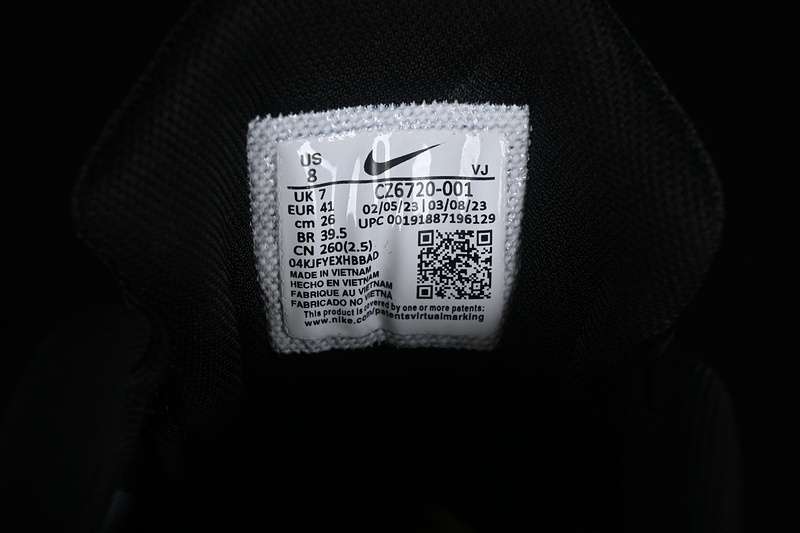 US
8
VJ
UK 7
CZ6720-001
EUR 41
02/05/23 | 03/08/23
cm 26
UPC 00191887196129
BR 39.5
CN 260(2.5)
04KJFYEXHBBAD
MADE IN VIETNAM
HECHO EN VIETNAM
FABRIQUE AU VIETNAM
FABRICADO NO VIETNA
This product is covered by one or more patents:
www.nike.com/patentsvirtualmarking